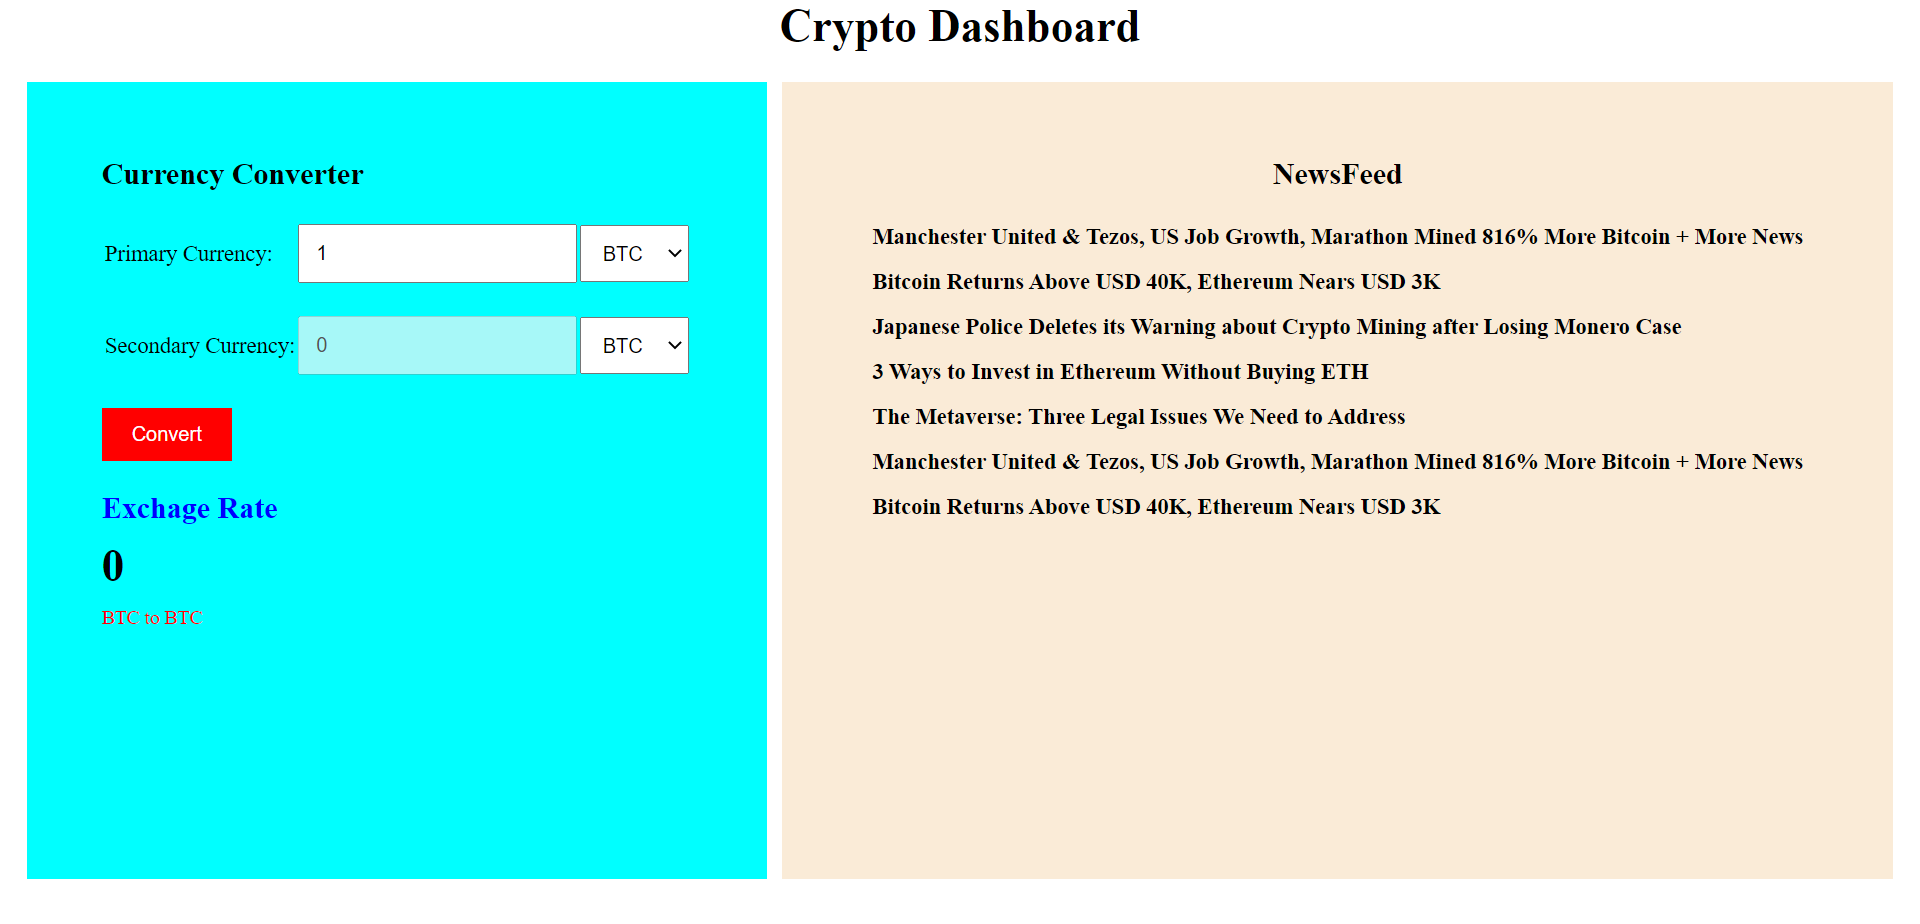 Crypto Dashboard
Currency Converter
Primary Currency: 1 BTC
Secondary Currency: 0 BTC
Convert
Exchage Rate
0
BTC to BTC
NewsFeed
Manchester United & Tezos, US Job Growth, Marathon Mined 816% More Bitcoin + More News
Bitcoin Returns Above USD 40K, Ethereum Nears USD 3K
Japanese Police Deletes its Warning about Crypto Mining after Losing Monero Case
3 Ways to Invest in Ethereum Without Buying ETH
The Metaverse: Three Legal Issues We Need to Address
Manchester United & Tezos, US Job Growth, Marathon Mined 816% More Bitcoin + More News
Bitcoin Returns Above USD 40K, Ethereum Nears USD 3K